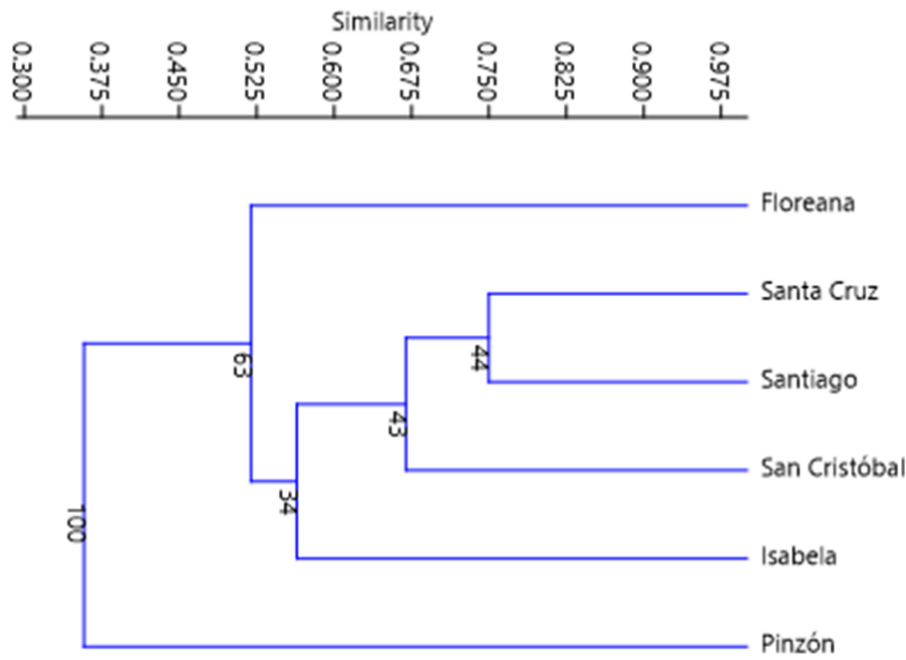 Similarity
0.300 0.375 0.450 0.525 0.600 0.675 0.750 0.825 0.900 0.975
Floreana
Santa Cruz
44
63
Santiago
43
San Cristóbal
34
100
Isabela
Pinzón